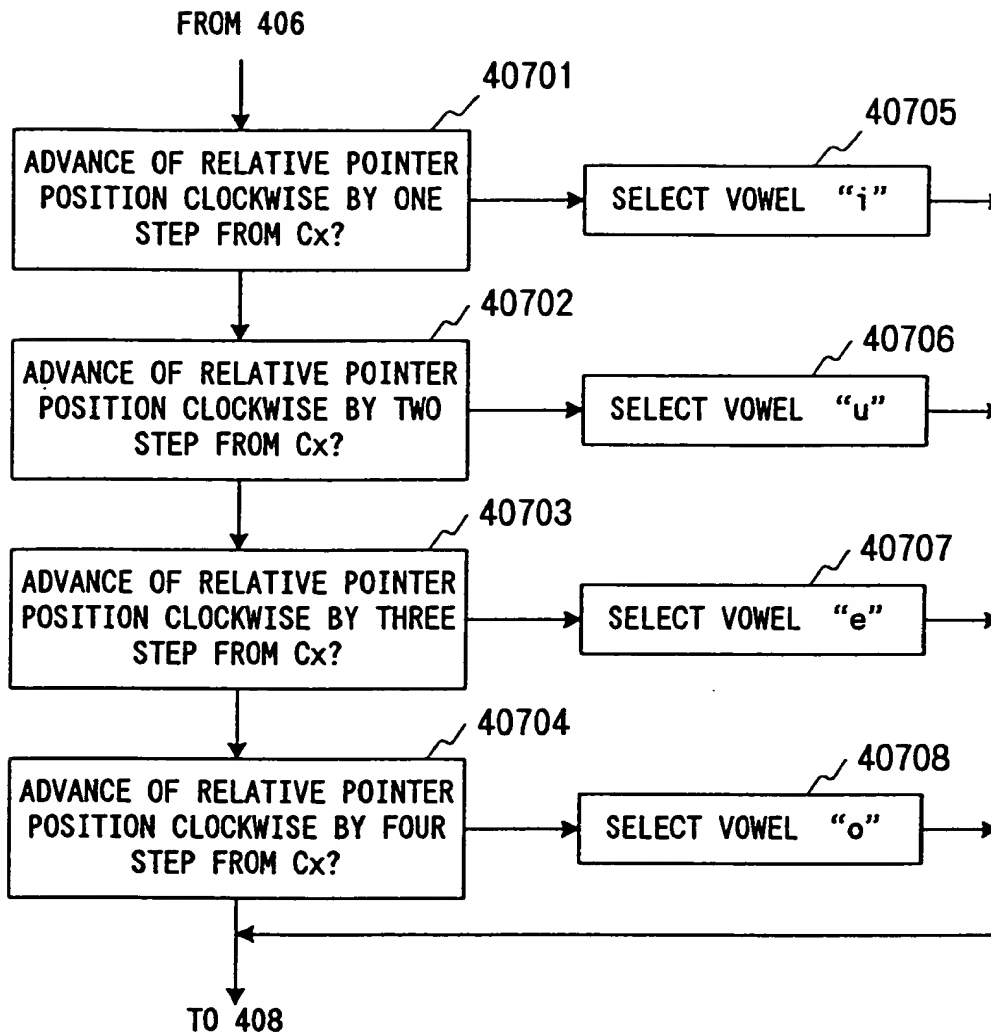 FROM 406
40701
ADVANCE OF RELATIVE POINTER
POSITION CLOCKWISE BY ONE
STEP FROM Cx?
40705
SELECT VOWEL "i"
40702
ADVANCE OF RELATIVE POINTER
POSITION CLOCKWISE BY TWO
STEP FROM Cx?
40706
SELECT VOWEL "u"
40703
ADVANCE OF RELATIVE POINTER
POSITION CLOCKWISE BY THREE
STEP FROM Cx?
40707
SELECT VOWEL "e"
40704
ADVANCE OF RELATIVE POINTER
POSITION CLOCKWISE BY FOUR
STEP FROM Cx?
40708
SELECT VOWEL "o"
TO 408